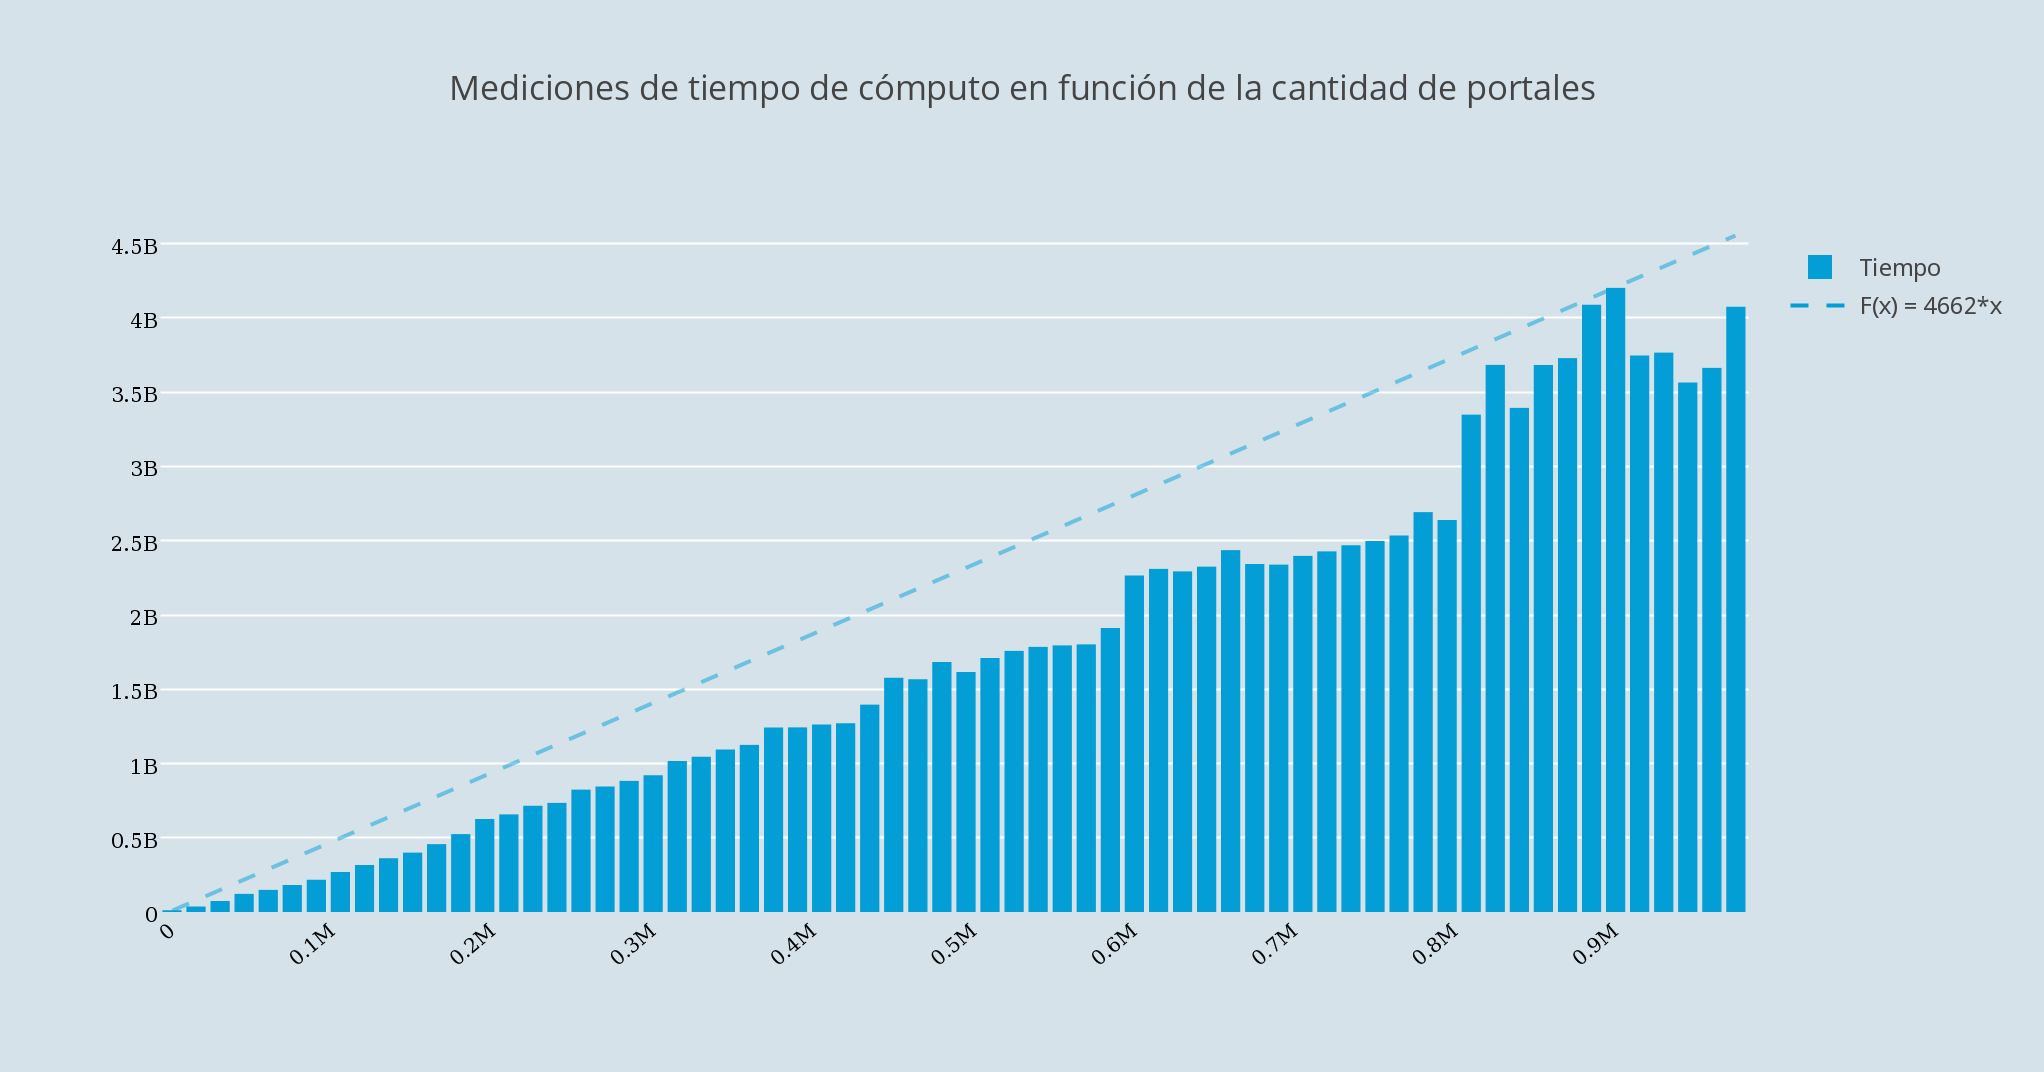 Mediciones de tiempo de cómputo en función de la cantidad de portales
4.5B
4B
3.5B
3B
2.5B
2B
1.5B
1B
0.5B
0
0
0.1M
0.2M
0.3M
0.4M
0.5M
0.6M
0.7M
0.8M
0.9M
Tiempo
F(x) = 4662*x